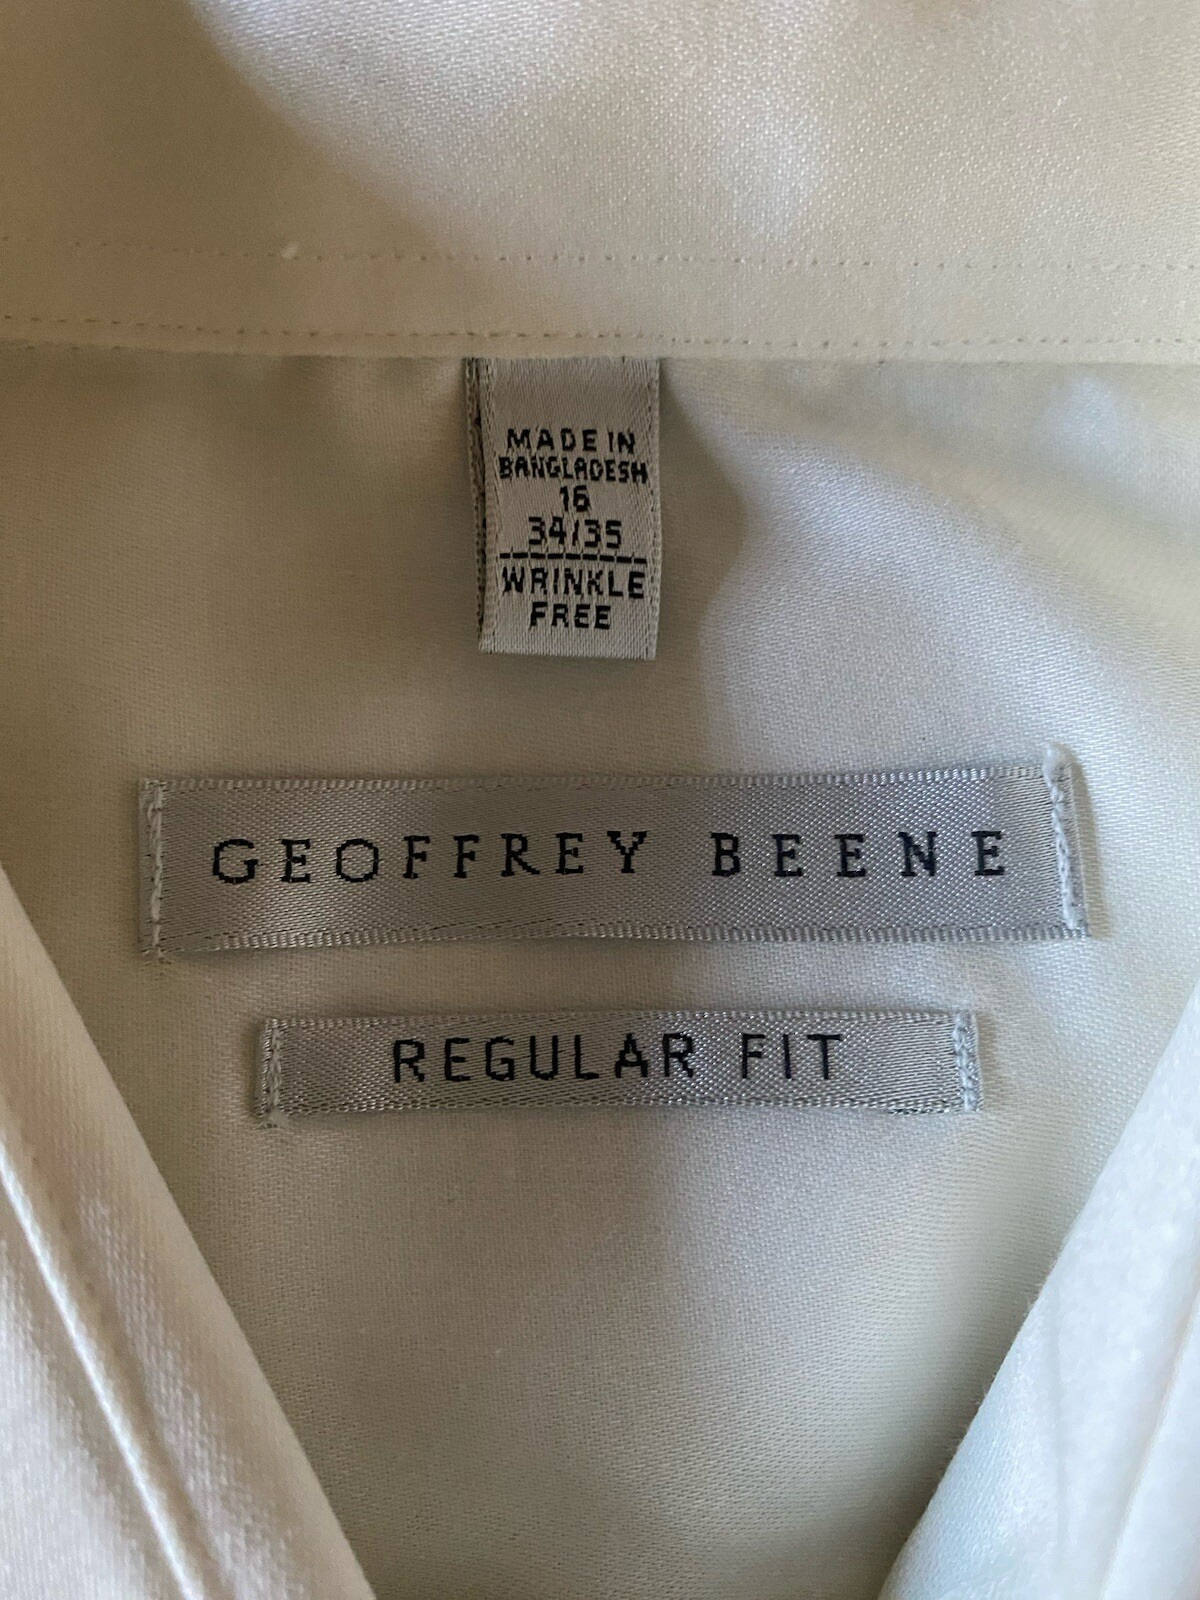 MADE IN
BANGLADESH
16
34/35
WRINKLE
FREE
GEOFFREY BEENE
REGULAR FIT